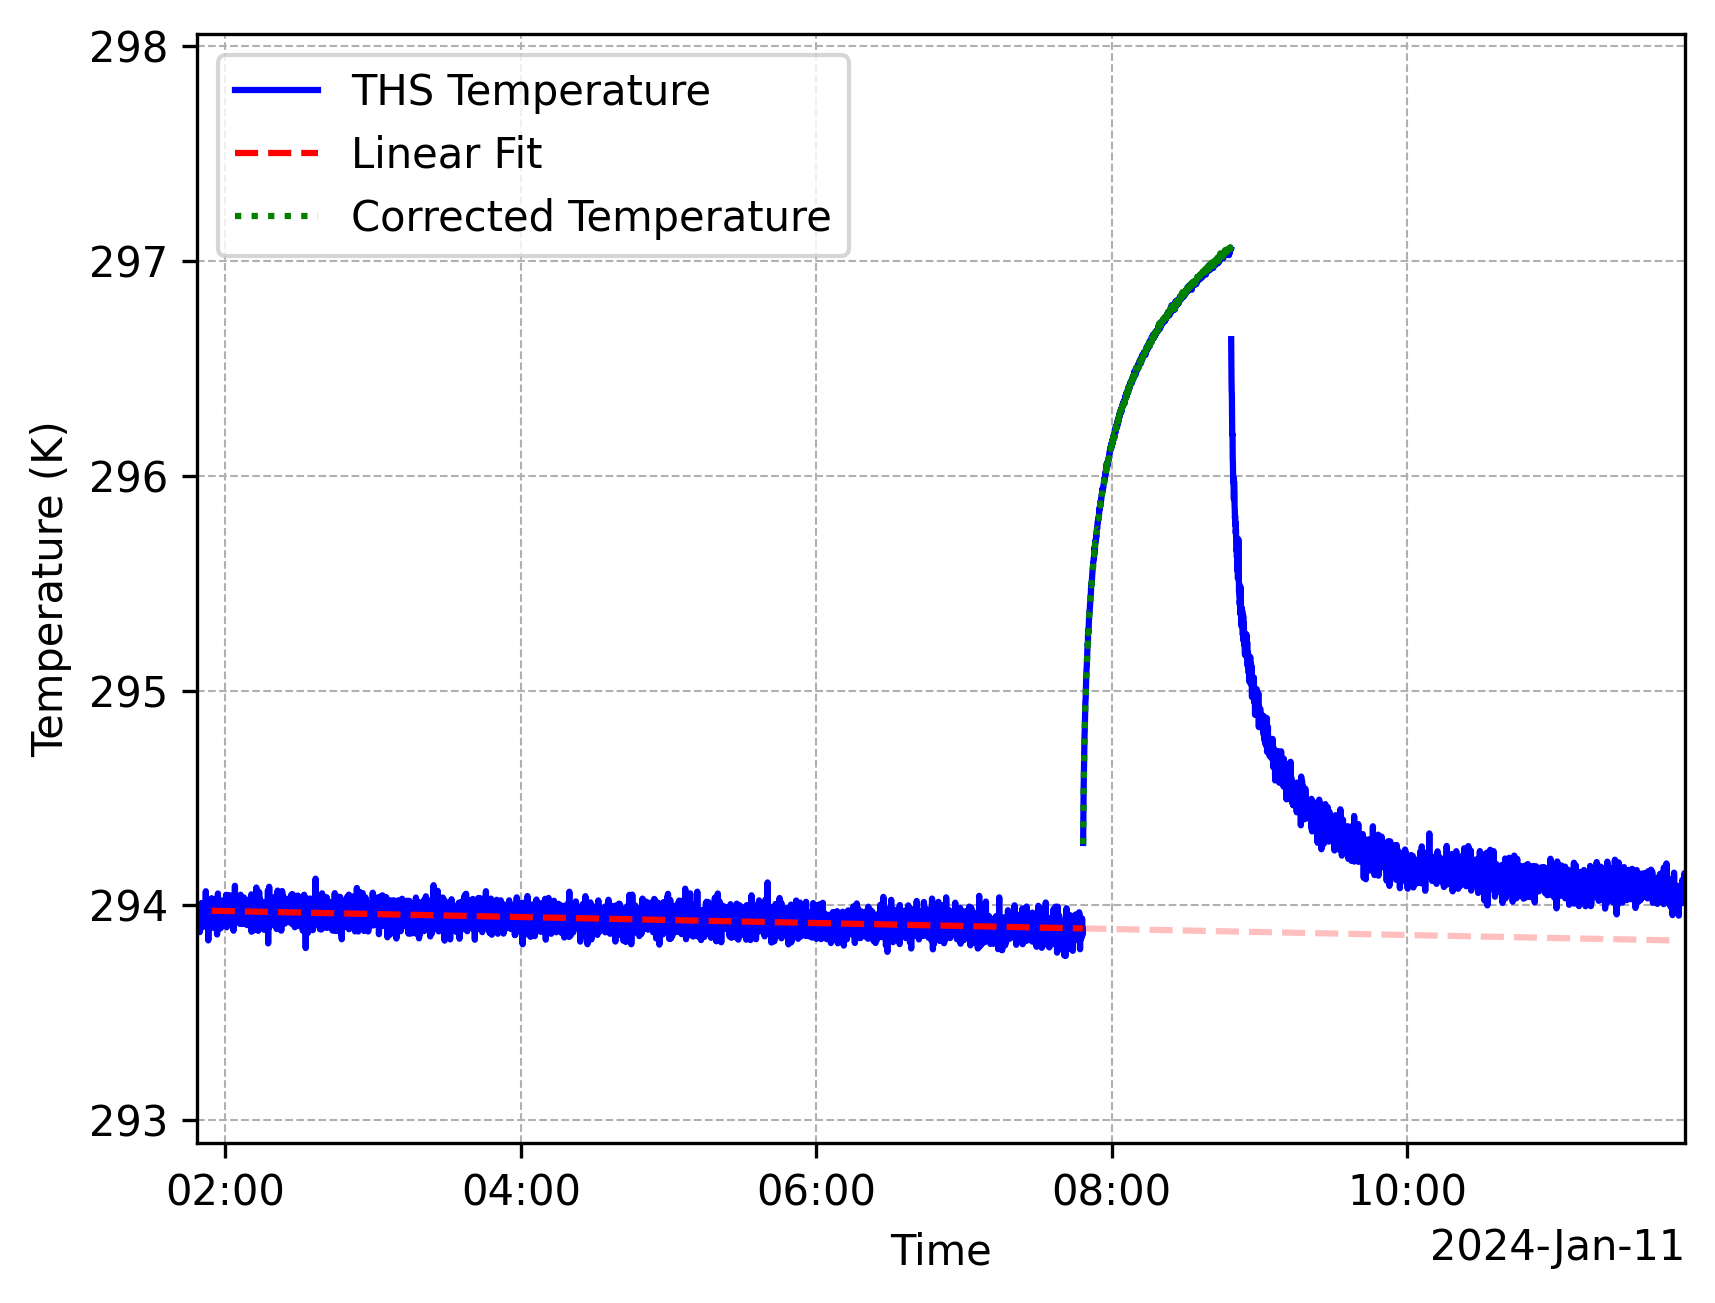 298
297
296
295
294
293
Temperature (K)
THS Temperature
Linear Fit
Corrected Temperature
02:00 04:00 06:00 08:00 10:00
Time
2024-Jan-11